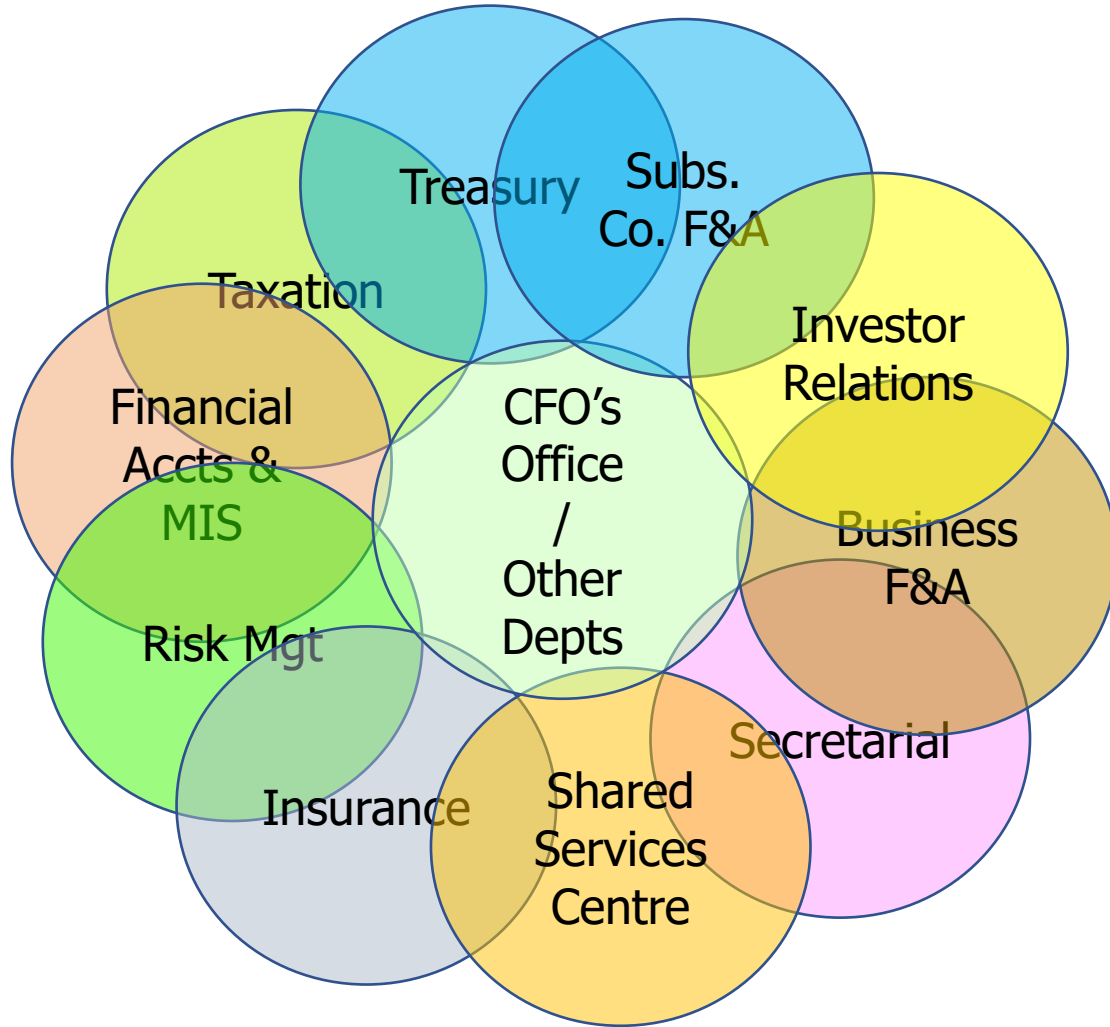 Treasury
Subs.
Co. F&A
Taxation
Investor
Relations
Financial
Accts &
MIS
CFO’s
Office
/
Other
Depts
Business
F&A
Risk Mgt
Secretarial
Insurance
Shared
Services
Centre